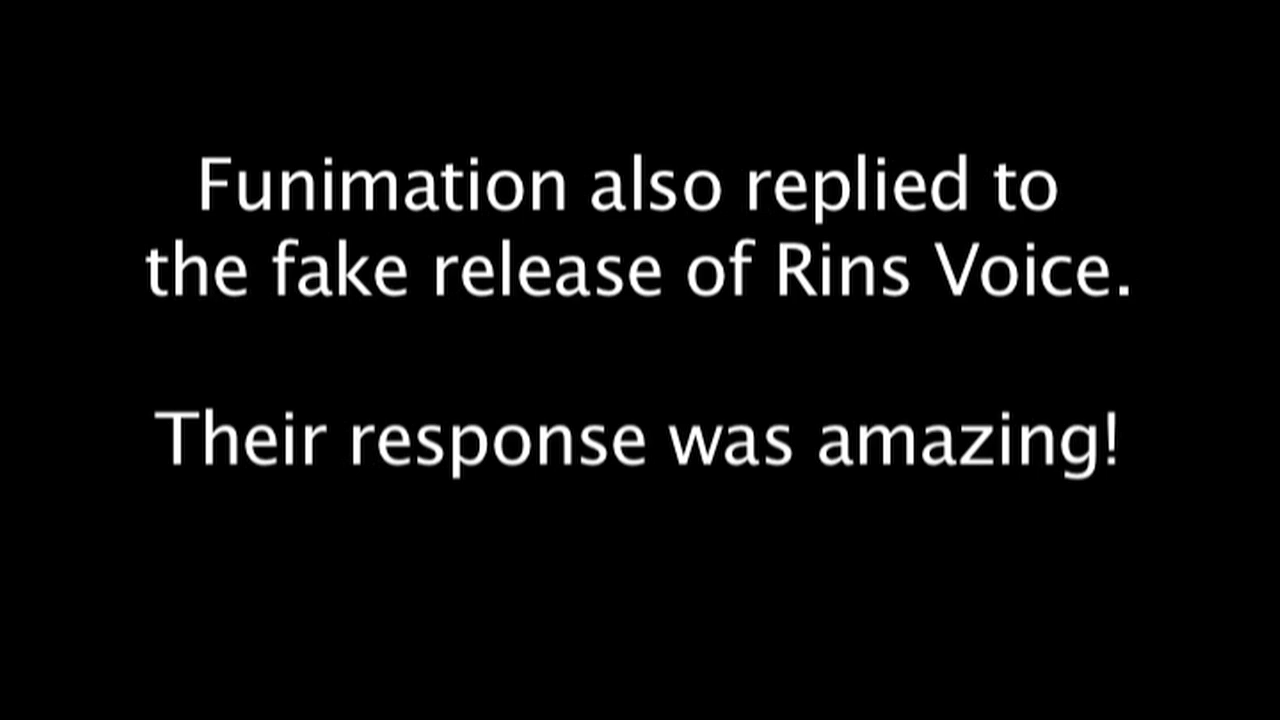 Funimation also replied to
the fake release of Rins Voice.
Their response was amazing!